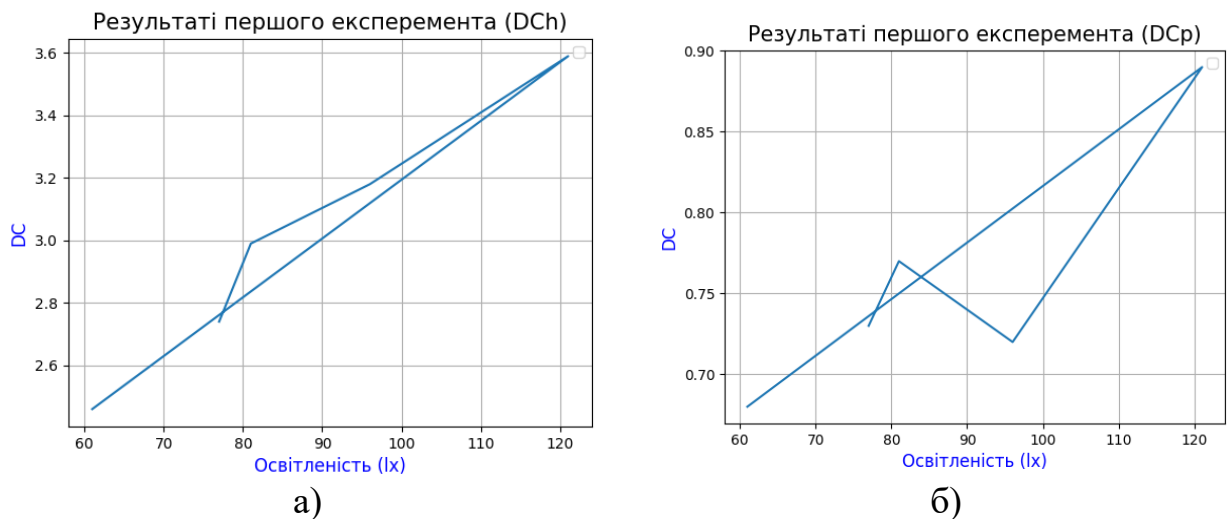 Результаті першого експеремента (DCh)
3.6
3.4
3.2
3.0
2.8
2.6
DC
60 70 80 90 100 110 120
Освітленість (lx)
а)
Результаті першого експеремента (DCp)
0.90
0.85
0.80
0.75
0.70
DC
60 70 80 90 100 110 120
Освітленість (lx)
б)